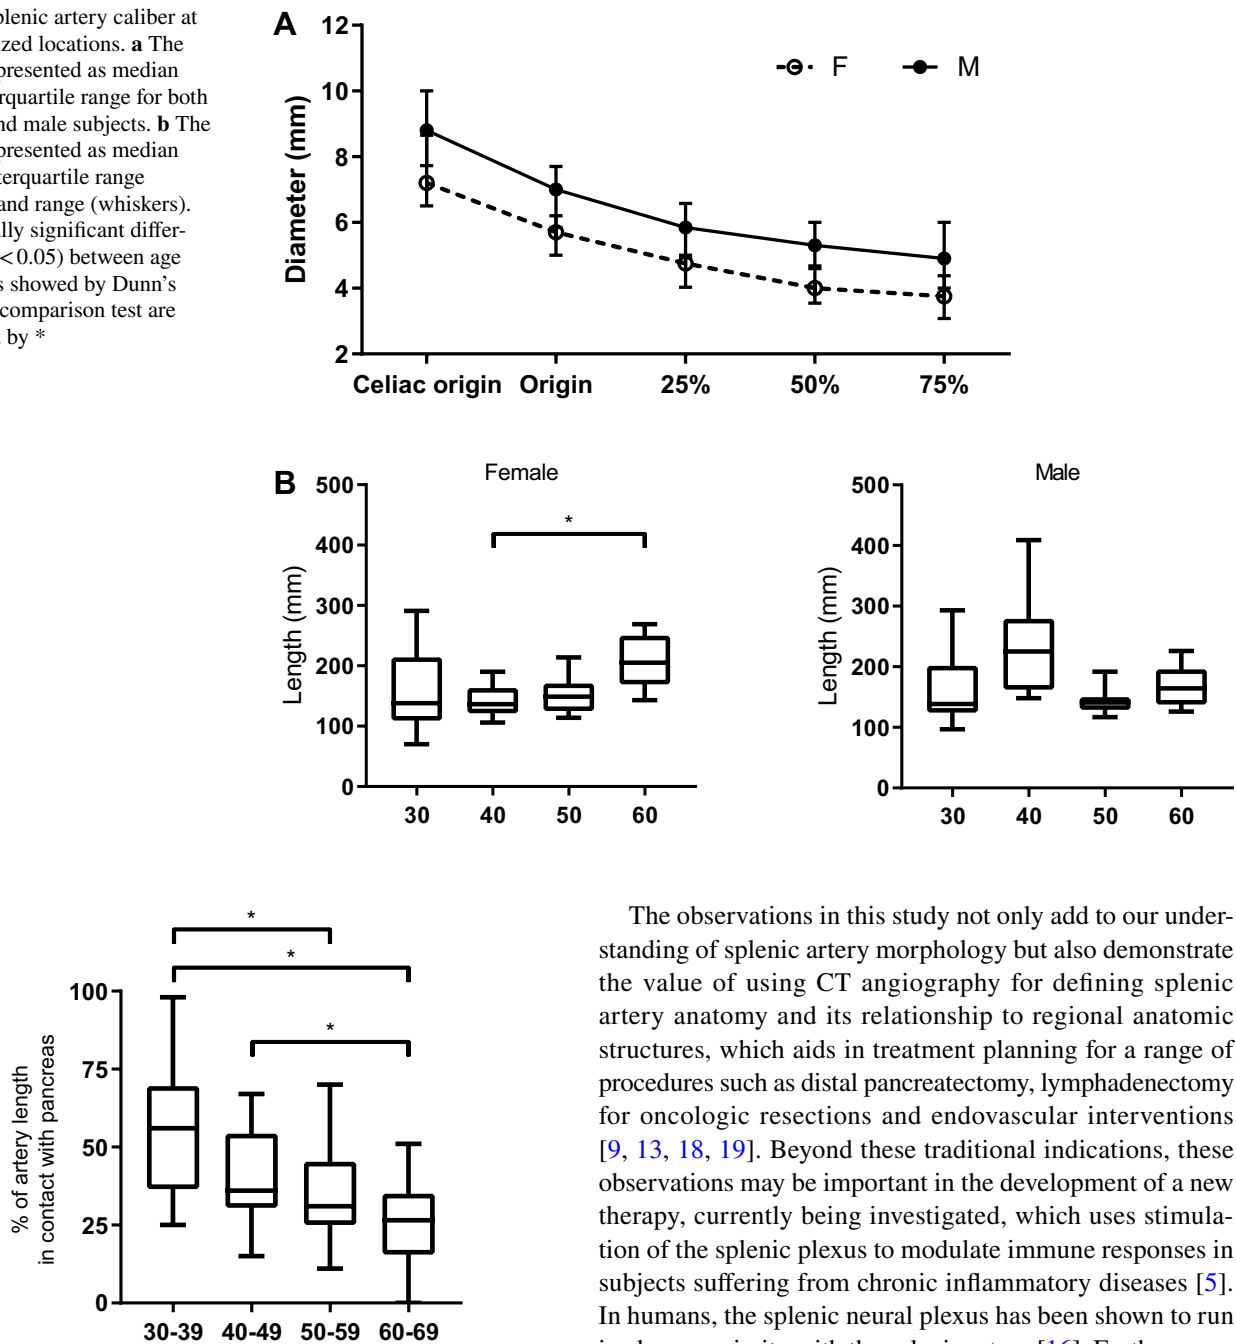 splenic artery caliber at
ized locations. a The
presented as median
rquartile range for both
nd male subjects. b The
presented as median
terquartile range
and range (whiskers).
lly significant differ-
< 0.05) between age
s showed by Dunn's
comparison test are
by *
A
12
10
8
6
4
2
Diameter (mm)
F
M
Celiac origin
Origin
25%
50%
75%
B
Female
500
400
300
200
100
0
Length (mm)
*
30
40
50
60
Male
500
400
300
200
100
0
Length (mm)
30
40
50
60
*
*
*
100
75
50
25
0
% of artery length
in contact with pancreas
30-39
40-49
50-59
60-69
The observations in this study not only add to our under-
standing of splenic artery morphology but also demonstrate
the value of using CT angiography for defining splenic
artery anatomy and its relationship to regional anatomic
structures, which aids in treatment planning for a range of
procedures such as distal pancreatectomy, lymphadenectomy
for oncologic resections and endovascular interventions
[9, 13, 18, 19]. Beyond these traditional indications, these
observations may be important in the development of a new
therapy, currently being investigated, which uses stimula-
tion of the splenic plexus to modulate immune responses in
subjects suffering from chronic inflammatory diseases [5].
In humans, the splenic neural plexus has been shown to run